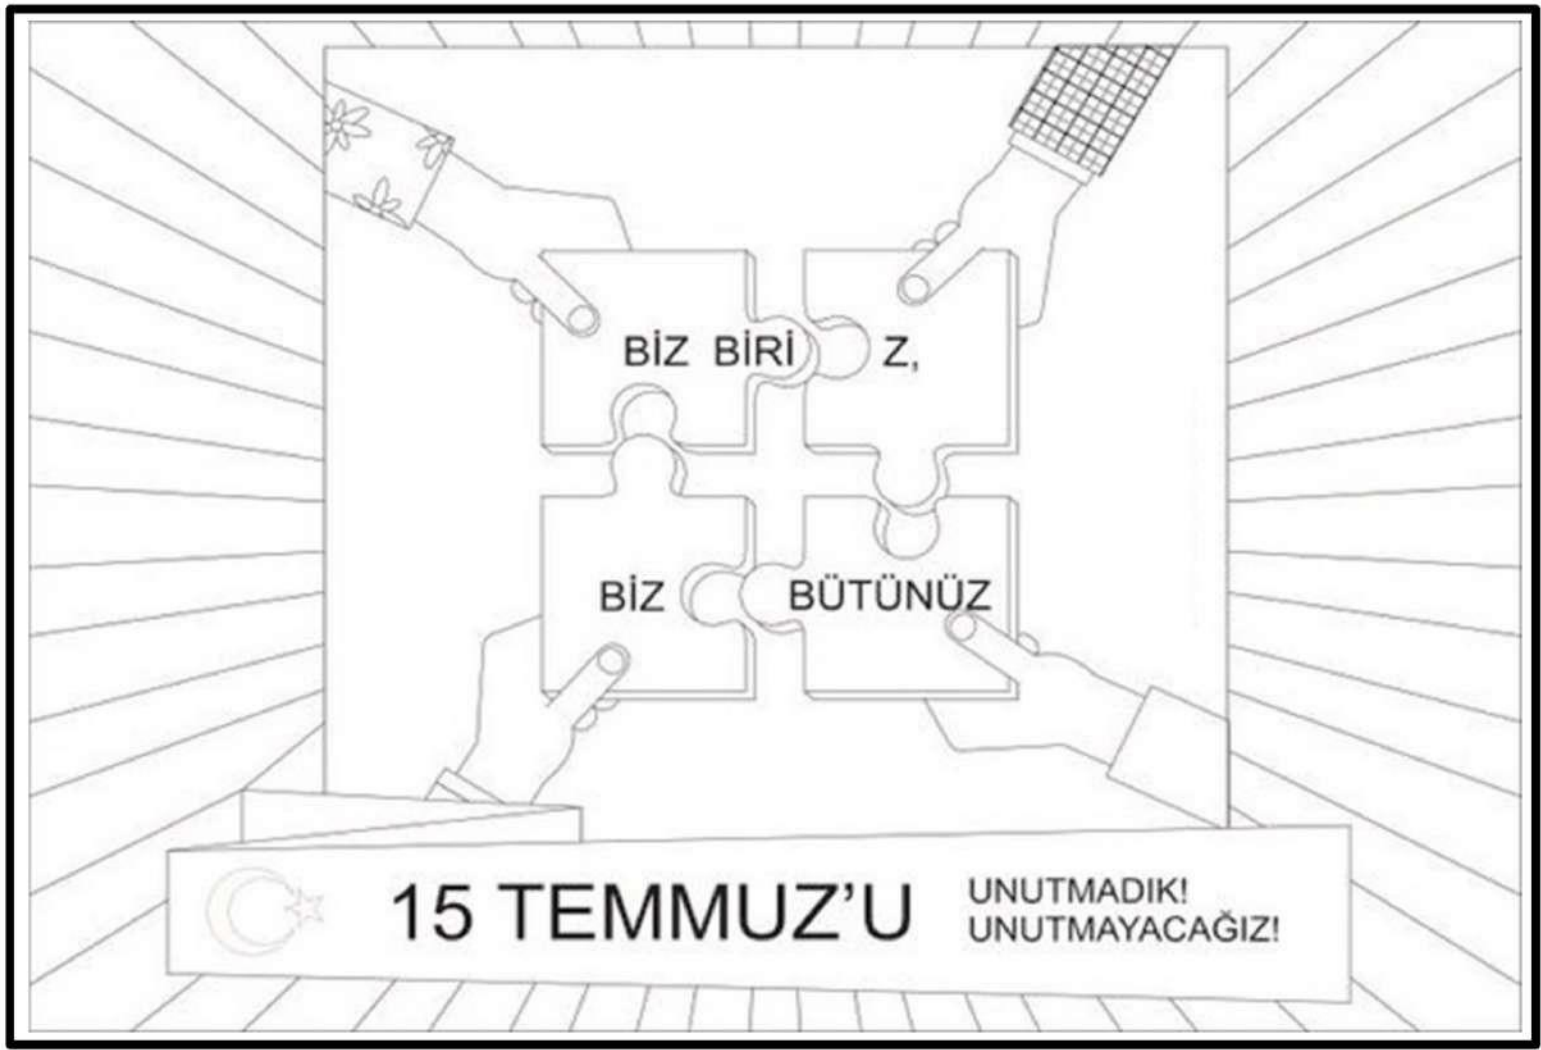 BİZ BİRİ Z,
BİZ BÜTÜNÜZ
15 TEMMUZ’U
UNUTMADIK!
UNUTMAYACAĞIZ!